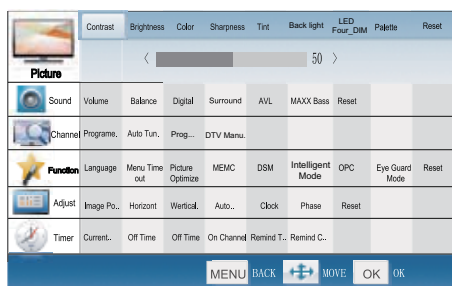 Contrast Brightness Color Sharpness Tint Back light LED Four_DIM Palette Reset
Picture 〈 50 〉
Sound Volume Balance Digital Surround AVL MAXX Bass Reset
Channel Programe. Auto Tun. Prog... DTV Manu.
Function Language Menu Time out Picture Optimize MEMC DSM Intelligent Mode OPC Eye Guard Mode Reset
Adjust Image Po.. Horizont Wertical. Auto.. Clock Phase Reset
Timer Current.. Off Time Off Time On Channel Remind T.. Remind C..
MENU BACK MOVE OK OK